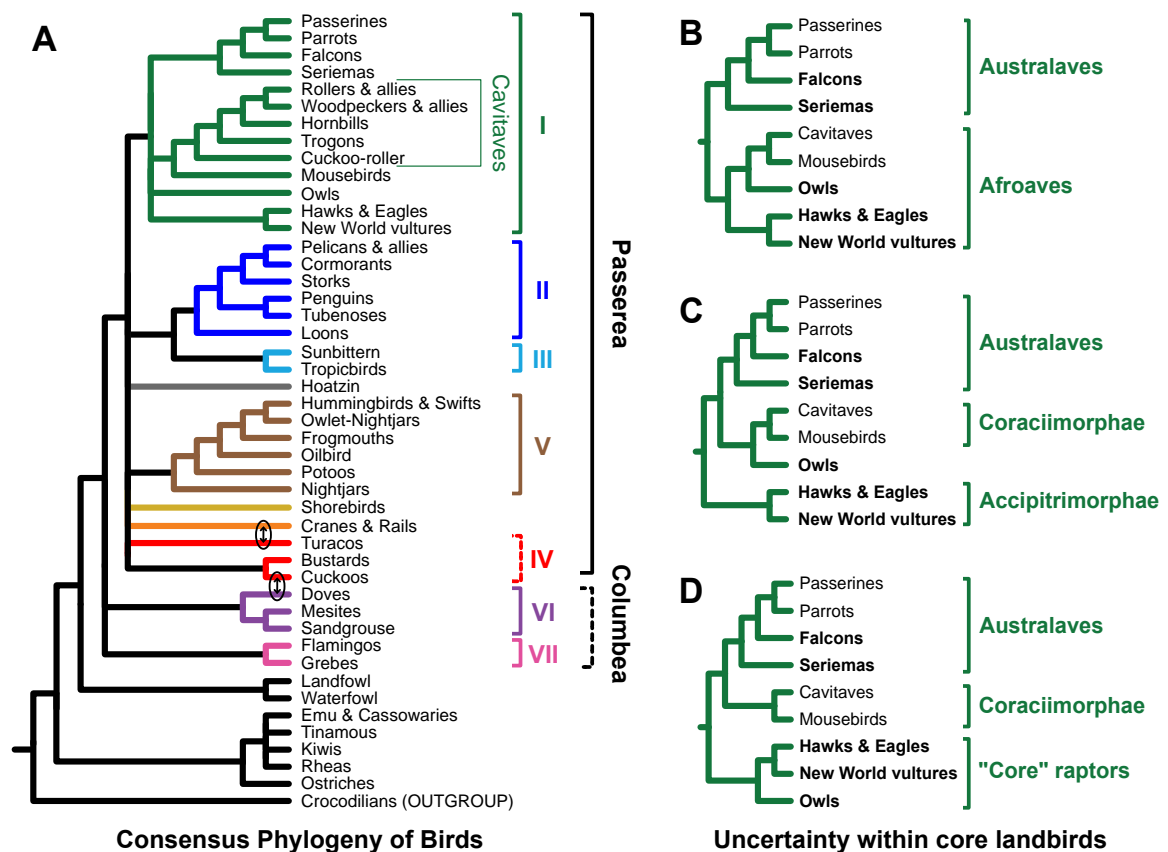 A
Passerines
Parrots
Falcons
Seriemas
Rollers & allies
Woodpeckers & allies
Hornbills
Trogons
Cuckoo-roller
Mousebirds
Owls
Hawks & Eagles
New World vultures
Pelicans & allies
Cormorants
Storks
Penguins
Tubenoses
Loons
Sunbittern
Tropicbirds
Hoatzin
Hummingbirds & Swifts
Owlet-Nightjars
Frogmouths
Oilbird
Potoos
Nightjars
Shorebirds
Cranes & Rails
Turacos
Bustards
Cuckoos
Doves
Mesites
Sandgrouse
Flamingos
Grebes
Landfowl
Waterfowl
Emu & Cassowaries
Tinamous
Kiwis
Rheas
Ostriches
Crocodilians (OUTGROUP)
Cavitaves
I
II
III
V
IV
VI
VII
Passerea
Columbea
Consensus Phylogeny of Birds
B
Passerines
Parrots
Falcons
Seriemas
Cavitaves
Mousebirds
Owls
Hawks & Eagles
New World vultures
Australaves
Afroaves
C
Passerines
Parrots
Falcons
Seriemas
Cavitaves
Mousebirds
Owls
Hawks & Eagles
New World vultures
Australaves
Coraciimorphae
Accipitrimorphae
D
Passerines
Parrots
Falcons
Seriemas
Cavitaves
Mousebirds
Hawks & Eagles
New World vultures
Owls
Australaves
Coraciimorphae
"Core" raptors
Uncertainty within core landbirds